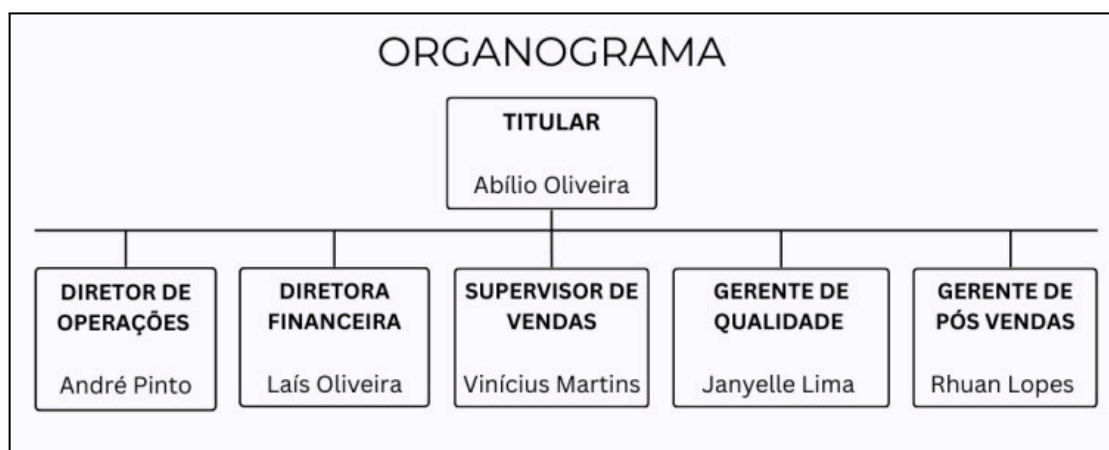 ORGANOGRAMA
TITULAR
Abílio Oliveira
DIRETOR DE
OPERAÇÕES
André Pinto
DIRETORA
FINANCEIRA
Laís Oliveira
SUPERVISOR DE
VENDAS
Vinícius Martins
GERENTE DE
QUALIDADE
Janyelle Lima
GERENTE DE
PÓS VENDAS
Rhuan Lopes